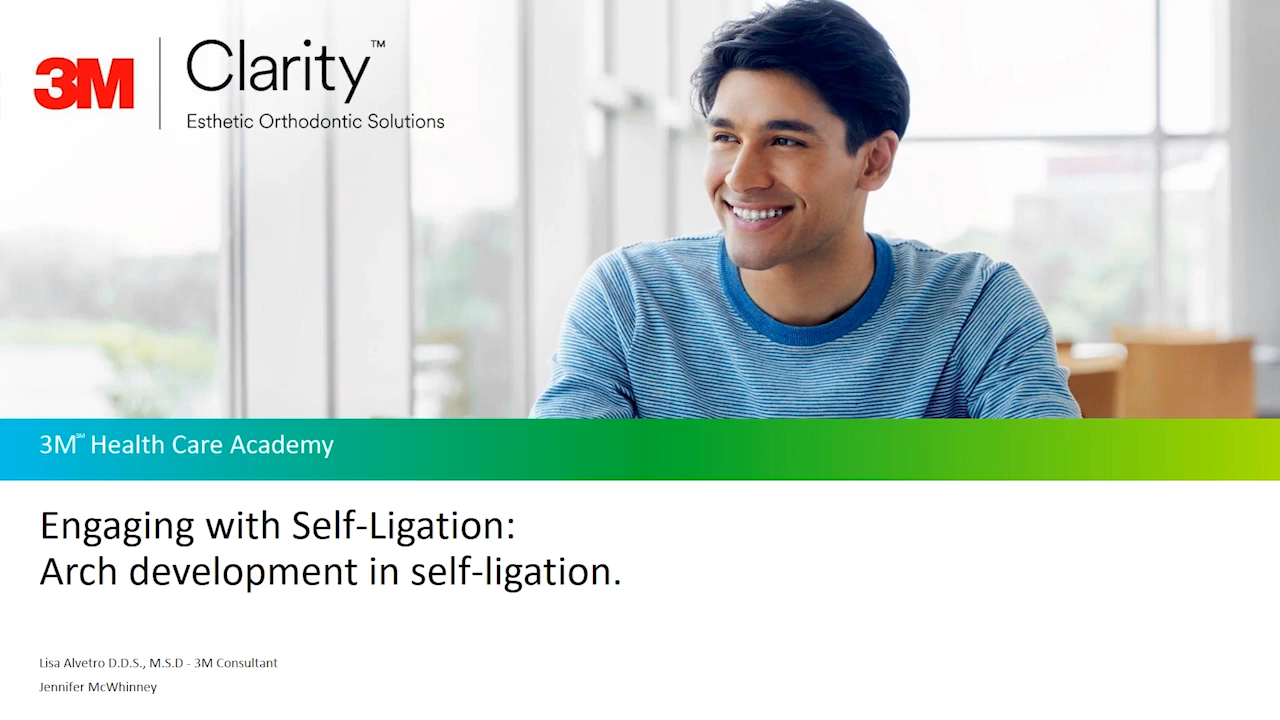 3M
Clarity™
Esthetic Orthodontic Solutions
3M℠ Health Care Academy
Engaging with Self-Ligation:
Arch development in self-ligation.
Lisa Alvetro D.D.S., M.S.D - 3M Consultant
Jennifer McWhinney